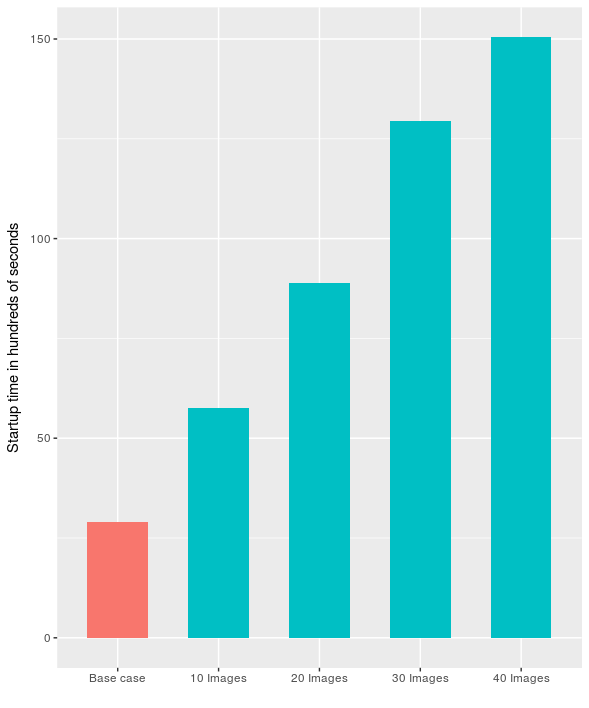 Startup time in hundreds of seconds
150
100
50
0
Base case
10 Images
20 Images
30 Images
40 Images